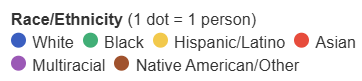 Race/Ethnicity (1 dot = 1 person)
White Black Hispanic/Latino Asian
Multiracial Native American/Other